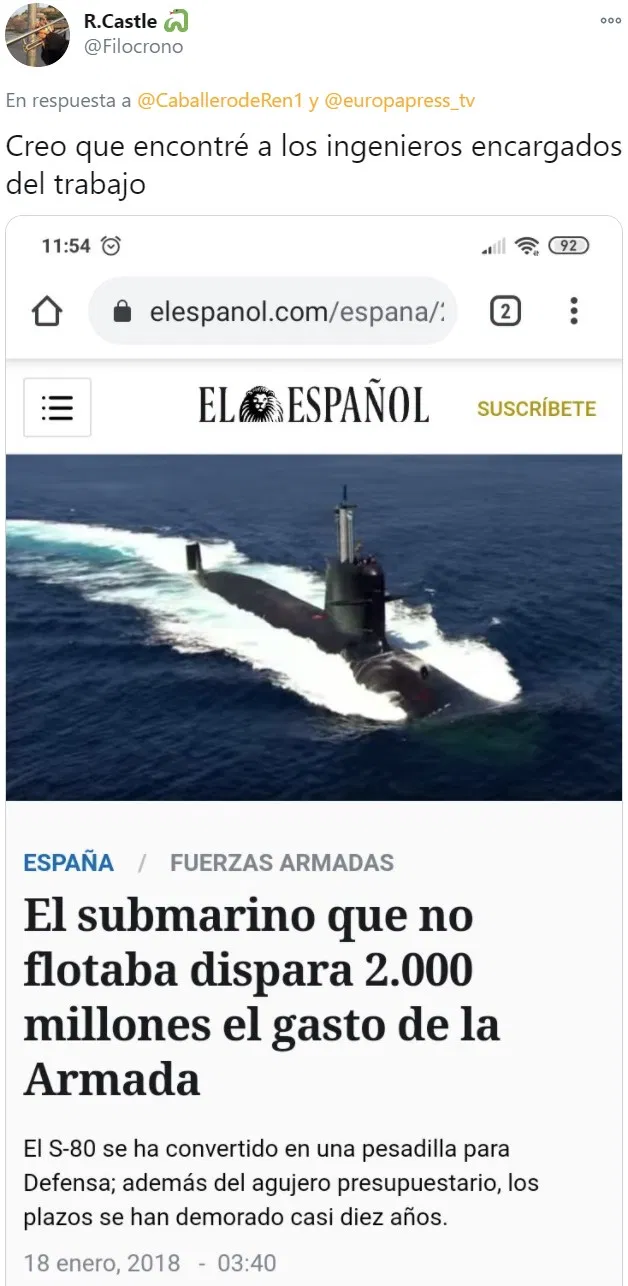 R.Castle
@Filocrono
En respuesta a @CaballerodeRen1 y @europapress_tv
Creo que encontré a los ingenieros encargados
del trabajo
11:54
92
elespanol.com/espana/2
2
EL ESPAÑOL
SUSCRÍBETE
ESPAÑA / FUERZAS ARMADAS
El submarino que no
flotaba dispara 2.000
millones el gasto de la
Armada
El S-80 se ha convertido en una pesadilla para
Defensa; además del agujero presupuestario, los
plazos se han demorado casi diez años.
18 enero, 2018 - 03:40